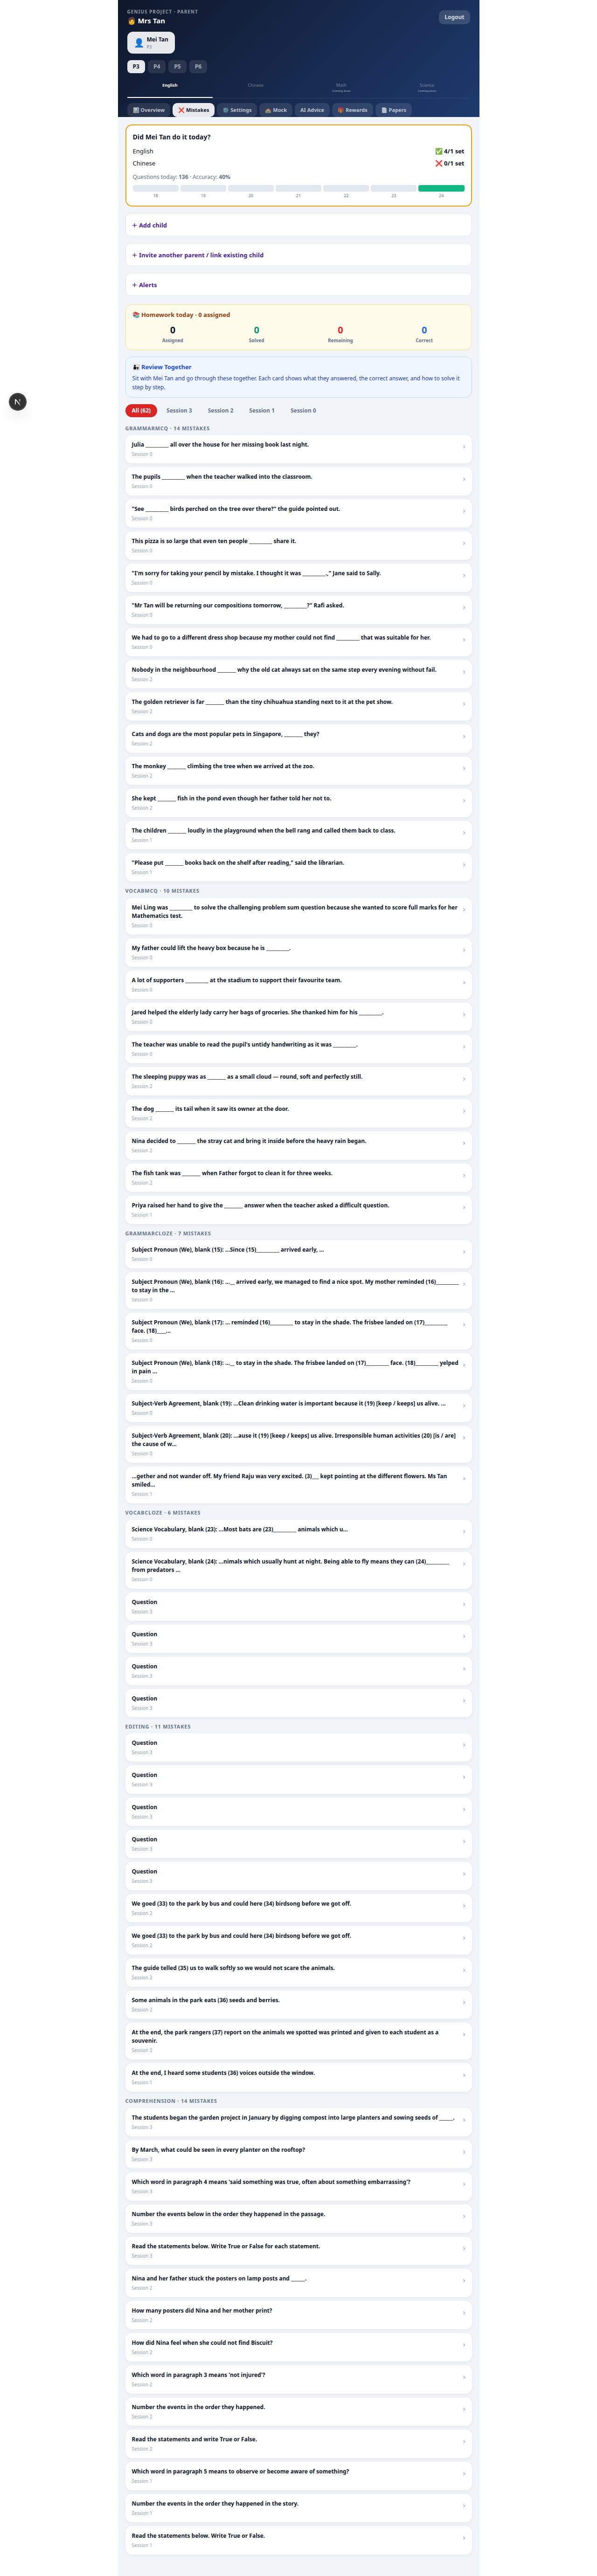 GENIUS PROJECT · PARENT
👩 Mrs Tan
Logout
👤 Mei Tan
P3
P3 P4 P5 P6
English Chinese Math Science
📊 Overview ❌ Mistakes ⚙️ Settings 🏫 Mock AI Advice 🎁 Rewards 📄 Papers
Did Mei Tan do it today?
English ✅ 4/1 set
Chinese ❌ 0/1 set
Questions today: 136 · Accuracy: 40%
18 19 20 21 22 23 24
+ Add child
+ Invite another parent / link existing child
+ Alerts
📚 Homework today · 0 assigned
0 0 0 0
Assigned Solved Remaining Correct
Review Together
Sit with Mei Tan and go through these together. Each card shows what they answered, the correct answer, and how to solve it
step by step.
N
All (62) Session 3 Session 2 Session 1 Session 0
GRAMMARMCQ · 14 MISTAKES
Julia ________ all over the house for her missing book last night.
Session 0
The pupils ________ when the teacher walked into the classroom.
Session 0
"See ________ birds perched on the tree over there?" the guide pointed out.
Session 0
This pizza is so large that even ten people ________ share it.
Session 0
"I'm sorry for taking your pencil by mistake. I thought it was ________," Jane said to Sally.
Session 0
"Mr Tan will be returning our compositions tomorrow, ________?" Rafi asked.
Session 0
We had to go to a different dress shop because my mother could not find ________ that was suitable for her.
Session 0
Nobody in the neighbourhood _______ why the old cat always sat on the same step every evening without fail.
Session 2
The golden retriever is far _______ than the tiny chihuahua standing next to it at the pet show.
Session 2
Cats and dogs are the most popular pets in Singapore, _______ they?
Session 2
The monkey _______ climbing the tree when we arrived at the zoo.
Session 2
She kept _______ fish in the pond even though her father told her not to.
Session 2
The children _______ loudly in the playground when the bell rang and called them back to class.
Session 1
"Please put _______ books back on the shelf after reading," said the librarian.
Session 1
VOCABMCQ · 10 MISTAKES
Mei Ling was ________ to solve the challenging problem sum question because she wanted to score full marks for her
Mathematics test.
Session 0
My father could lift the heavy box because he is ________.
Session 0
A lot of supporters ________ at the stadium to support their favourite team.
Session 0
Jared helped the elderly lady carry her bags of groceries. She thanked him for his ________.
Session 0
The teacher was unable to read the pupil's untidy handwriting as it was ________.
Session 0
The sleeping puppy was as _______ as a small cloud — round, soft and perfectly still.
Session 2
The dog _______ its tail when it saw its owner at the door.
Session 2
Nina decided to _______ the stray cat and bring it inside before the heavy rain began.
Session 2
The fish tank was _______ when Father forgot to clean it for three weeks.
Session 2
Priya raised her hand to give the _______ answer when the teacher asked a difficult question.
Session 1
GRAMMARCLOZE · 7 MISTAKES
Subject Pronoun (We), blank (15): ...Since (15)________ arrived early, ...
Session 0
Subject Pronoun (We), blank (16): ...__ arrived early, we managed to find a nice spot. My mother reminded (16)________
to stay in the ...
Session 0
Subject Pronoun (We), blank (17): ... reminded (16)________ to stay in the shade. The frisbee landed on (17)________
face. (18)____...
Session 0
Subject Pronoun (We), blank (18): ...__ to stay in the shade. The frisbee landed on (17)________ face. (18)________ yelped
in pain ...
Session 0
Subject-Verb Agreement, blank (19): ...Clean drinking water is important because it (19) [keep / keeps] us alive. ...
Session 0
Subject-Verb Agreement, blank (20): ...ause it (19) [keep / keeps] us alive. Irresponsible human activities (20) [is / are]
the cause of w...
Session 0
...gether and not wander off. My friend Raju was very excited. (3)___ kept pointing at the different flowers. Ms Tan
smiled...
Session 1
VOCABCLOZE · 6 MISTAKES
Science Vocabulary, blank (23): ...Most bats are (23)________ animals which u...
Session 0
Science Vocabulary, blank (24): ...nimals which usually hunt at night. Being able to fly means they can (24)________
from predators ...
Session 0
Question
Session 3
Question
Session 3
Question
Session 3
Question
Session 3
EDITING · 11 MISTAKES
Question
Session 3
Question
Session 3
Question
Session 3
Question
Session 3
Question
Session 3
We goed (33) to the park by bus and could here (34) birdsong before we got off.
Session 2
We goed (33) to the park by bus and could here (34) birdsong before we got off.
Session 2
The guide telled (35) us to walk softly so we would not scare the animals.
Session 2
Some animals in the park eats (36) seeds and berries.
Session 2
At the end, the park rangers (37) report on the animals we spotted was printed and given to each student as a
souvenir.
Session 2
At the end, I heard some students (36) voices outside the window.
Session 1
COMPREHENSION · 14 MISTAKES
The students began the garden project in January by digging compost into large planters and sowing seeds of _____.
Session 3
By March, what could be seen in every planter on the rooftop?
Session 3
Which word in paragraph 4 means 'said something was true, often about something embarrassing'?
Session 3
Number the events below in the order they happened in the passage.
Session 3
Read the statements below. Write True or False for each statement.
Session 3
Nina and her father stuck the posters on lamp posts and _____.
Session 2
How many posters did Nina and her mother print?
Session 2
How did Nina feel when she could not find Biscuit?
Session 2
Which word in paragraph 3 means 'not injured'?
Session 2
Number the events in the order they happened.
Session 2
Read the statements and write True or False.
Session 2
Which word in paragraph 5 means to observe or become aware of something?
Session 1
Number the events in the order they happened in the story.
Session 1
Read the statements below. Write True or False.
Session 1